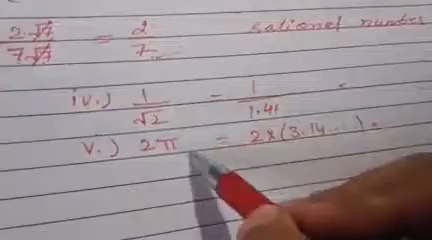 2√7 / 7√7 = 2 / 7 rational number
iv.) 1 / √2 = 1 / 1.41
v.) 2π = 2×(3.14...).